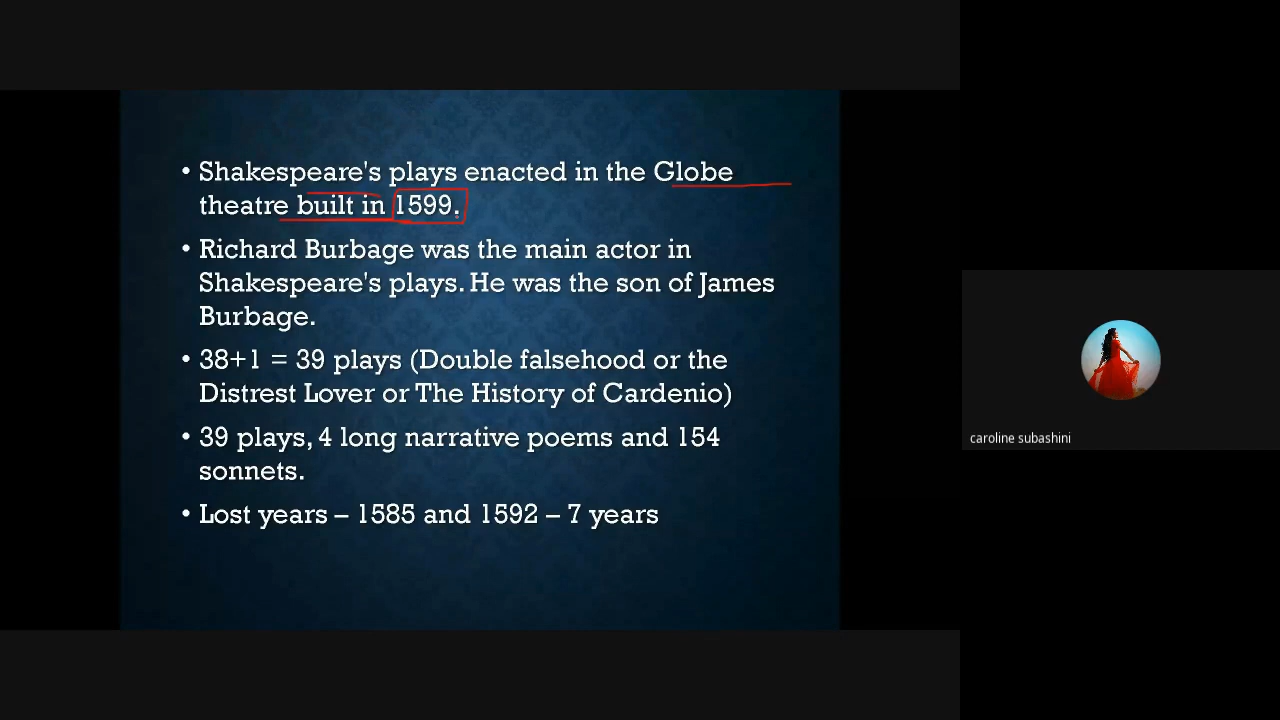 • Shakespeare's plays enacted in the Globe
theatre built in 1599.
• Richard Burbage was the main actor in
Shakespeare's plays. He was the son of James
Burbage.
• 38+1 = 39 plays (Double falsehood or the
Distrest Lover or The History of Cardenio)
• 39 plays, 4 long narrative poems and 154
sonnets.
• Lost years – 1585 and 1592 – 7 years
caroline subashini